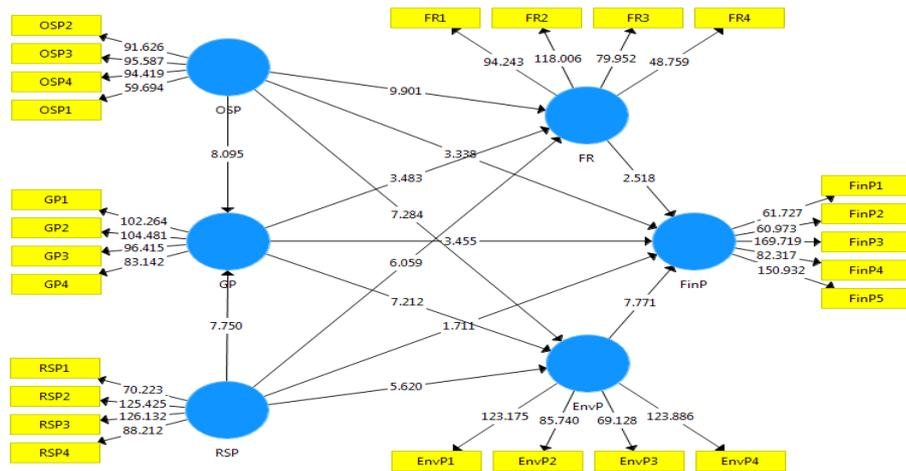 FR1 FR2 FR3 FR4
OSP2
OSP3
OSP4
OSP1
91.626
95.587
94.419
59.694
OSP
94.243 118.006 79.952 48.759
9.901
FR
8.095
3.338
3.483
2.518
GP1
GP2
GP3
GP4
102.264
104.481
96.415
83.142
GP
7.284
3.455
6.059
FinP
61.727
60.973
169.719
82.317
150.932
FinP1
FinP2
FinP3
FinP4
FinP5
7.212
7.750
1.711
7.771
5.620
RSP1
RSP2
RSP3
RSP4
70.223
125.425
126.132
88.212
RSP
EnvP
123.175 85.740 69.128 123.886
EnvP1 EnvP2 EnvP3 EnvP4